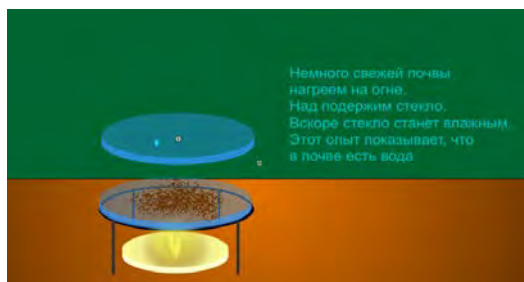 Немного свежей почвы
нагреем на огне.
Над подержим стекло.
Вскоре стекло станет влажным
Этот опыт показывает, что
в почве есть вода